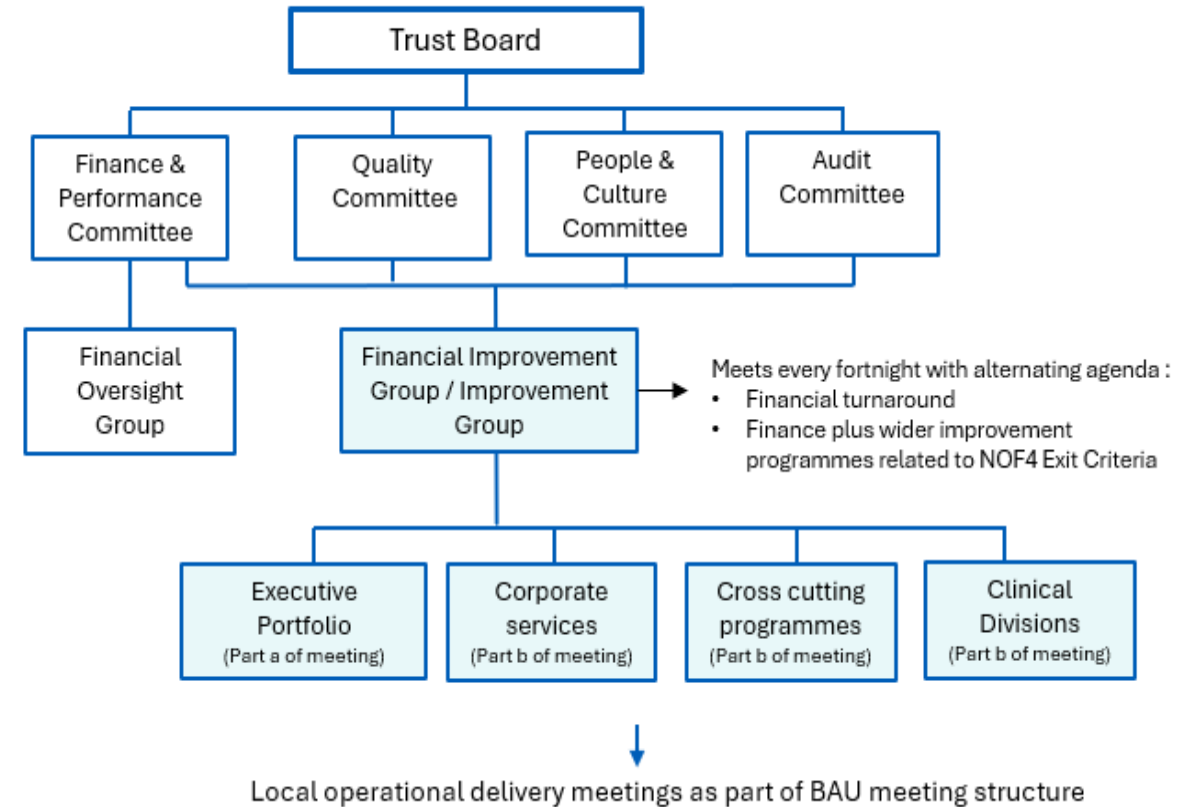 Trust Board
Finance &
Performance
Committee
Quality
Committee
People &
Culture
Committee
Audit
Committee
Financial
Oversight
Group
Financial Improvement
Group / Improvement
Group
Meets every fortnight with alternating agenda :
• Financial turnaround
• Finance plus wider improvement
programmes related to NOF4 Exit Criteria
Executive
Portfolio
(Part a of meeting)
Corporate
services
(Part b of meeting)
Cross cutting
programmes
(Part b of meeting)
Clinical
Divisions
(Part b of meeting)
Local operational delivery meetings as part of BAU meeting structure